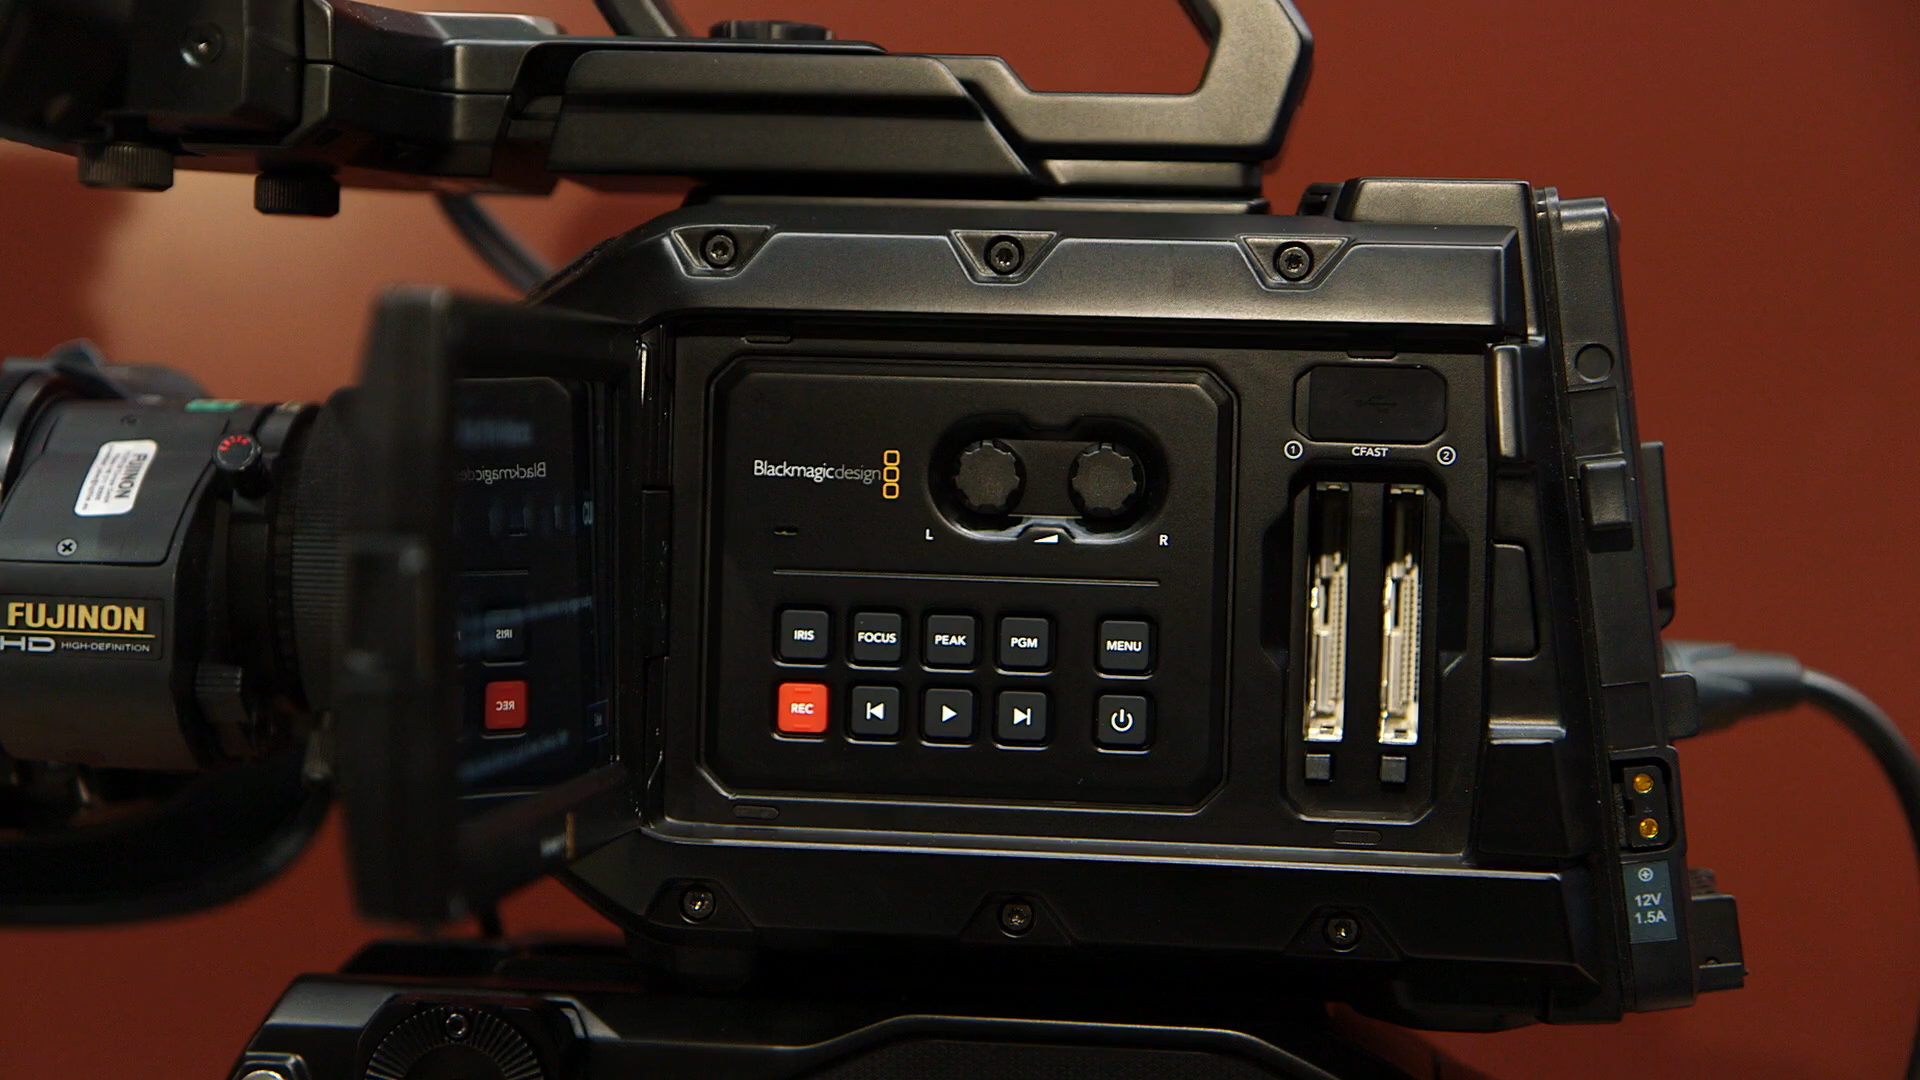 Blackmagicdesign
L
R
1
CFAST
2
IRIS
FOCUS
PEAK
PGM
MENU
REC
FUJINON
HD HIGH-DEFINITION
FUJINON
Blackmagicde
IRIS
REC
12V
1.5A